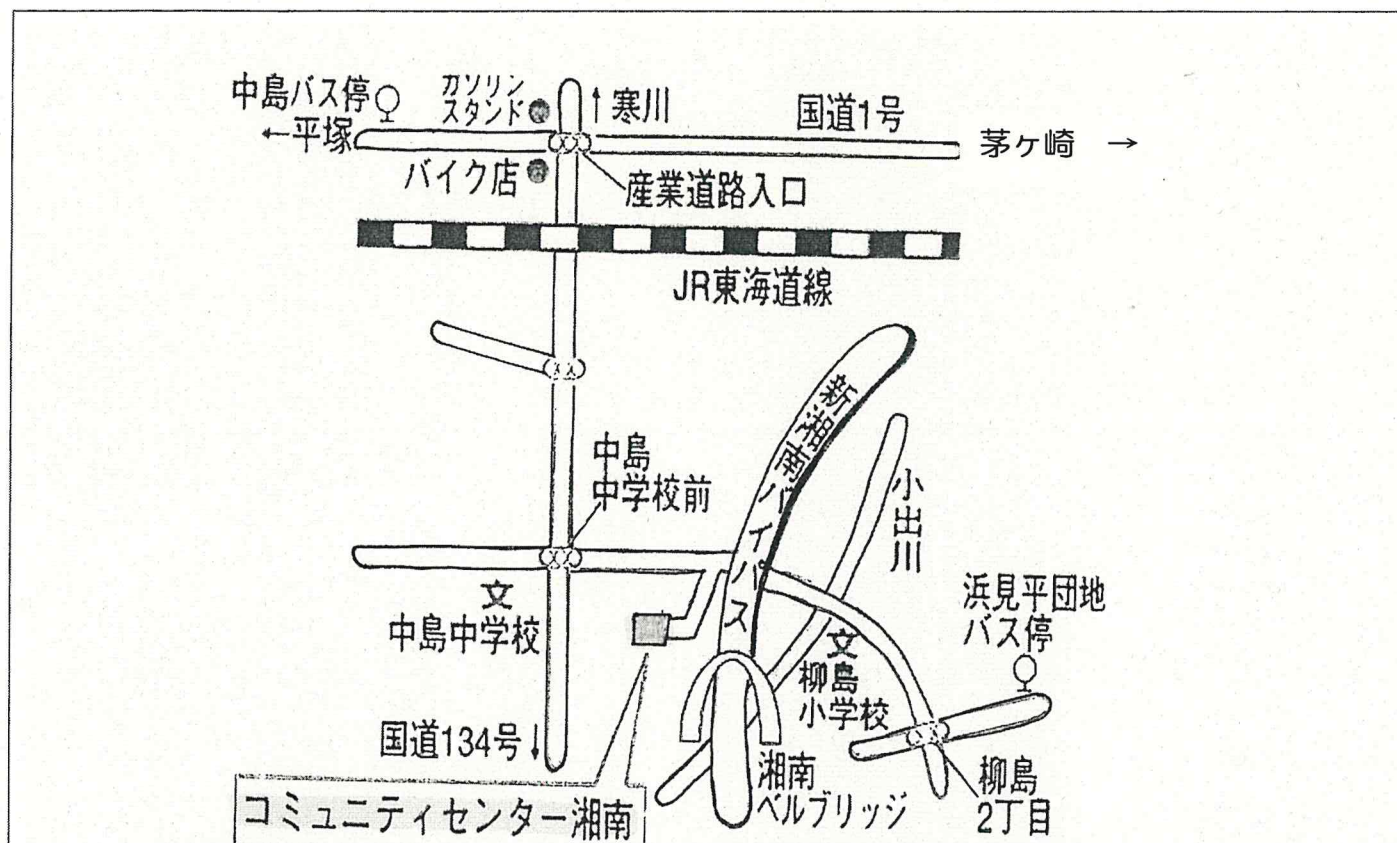 中島バス停
ガソリン
スタンド
↑寒川
国道1号
←平塚
茅ヶ崎 →
バイク店
産業道路入口
JR東海道線
新湘南バイパス
中島
中学校前
小出川
文
中島中学校
浜見平団地
バス停
文
柳島
小学校
国道134号↓
湘南
ベルブリッジ
柳島
2丁目
コミュニティセンター湘南